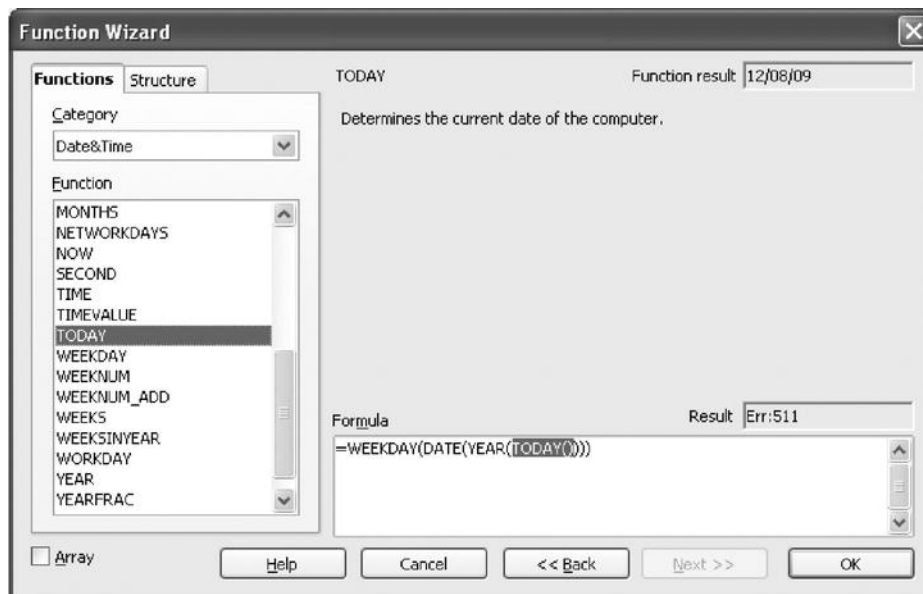 Function Wizard
Functions Structure
TODAY
Function result 12/08/09
Category
Determines the current date of the computer.
Date&Time
Function
MONTHS
NETWORKDAYS
NOW
SECOND
TIME
TIMEVALUE
TODAY
WEEKDAY
WEEKNUM
WEEKNUM_ADD
WEEKS
WEEKSINYEAR
WORKDAY
YEAR
YEARFRAC
Formula
Result Err:511
=WEEKDAY(DATE(YEAR(TODAY())))
Array
Help
Cancel
<< Back
Next >>
OK